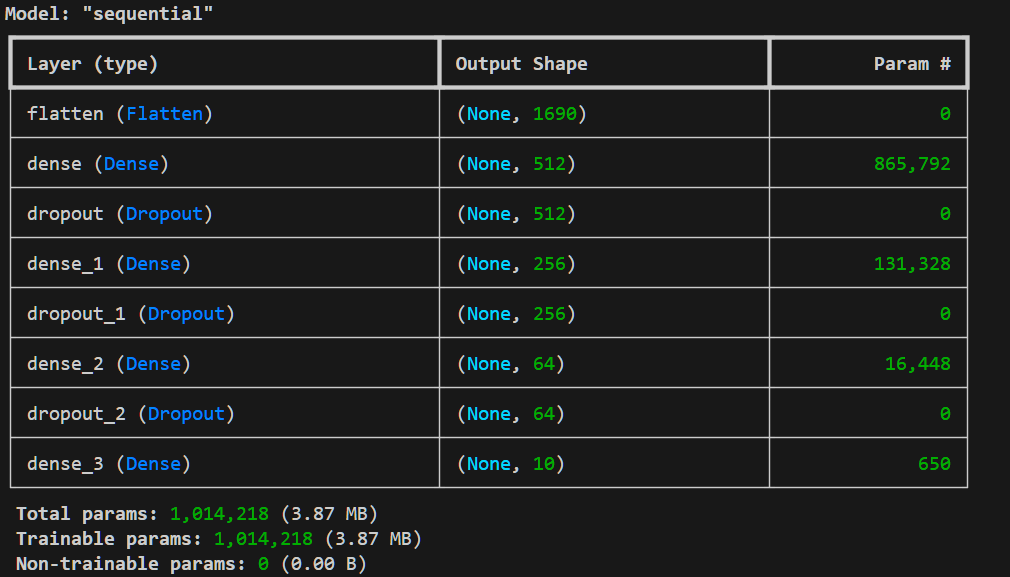 Model: "sequential"
Layer (type) Output Shape Param #
flatten (Flatten) (None, 1690) 0
dense (Dense) (None, 512) 865,792
dropout (Dropout) (None, 512) 0
dense_1 (Dense) (None, 256) 131,328
dropout_1 (Dropout) (None, 256) 0
dense_2 (Dense) (None, 64) 16,448
dropout_2 (Dropout) (None, 64) 0
dense_3 (Dense) (None, 10) 650
Total params: 1,014,218 (3.87 MB)
Trainable params: 1,014,218 (3.87 MB)
Non-trainable params: 0 (0.00 B)